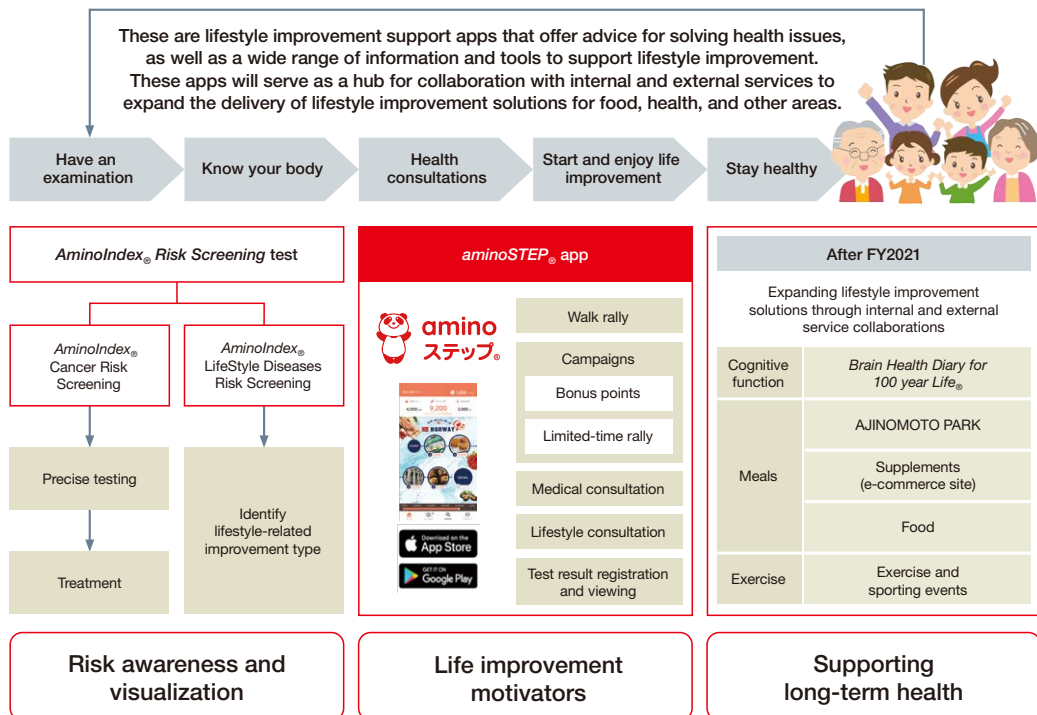 These are lifestyle improvement support apps that offer advice for solving health issues,
as well as a wide range of information and tools to support lifestyle improvement.
These apps will serve as a hub for collaboration with internal and external services to
expand the delivery of lifestyle improvement solutions for food, health, and other areas.
Have an
examination
Know your body
Health
consultations
Start and enjoy life
improvement
Stay healthy
AminoIndex® Risk Screening test
AminoIndex®
Cancer Risk
Screening
AminoIndex®
LifeStyle Diseases
Risk Screening
Precise testing
Treatment
Identify
lifestyle-related
improvement type
Risk awareness and
visualization
aminoSTEP® app
amino
ステップ®
9,200
NORWAY
Download on the
App Store
GET IT ON
Google Play
Walk rally
Campaigns
Bonus points
Limited-time rally
Medical consultation
Lifestyle consultation
Test result registration
and viewing
Life improvement
motivators
After FY2021
Expanding lifestyle improvement
solutions through internal and external
service collaborations
Cognitive
function
Brain Health Diary for
100 year Life®
Meals
AJINOMOTO PARK
Supplements
(e-commerce site)
Food
Exercise
Exercise and
sporting events
Supporting
long-term health